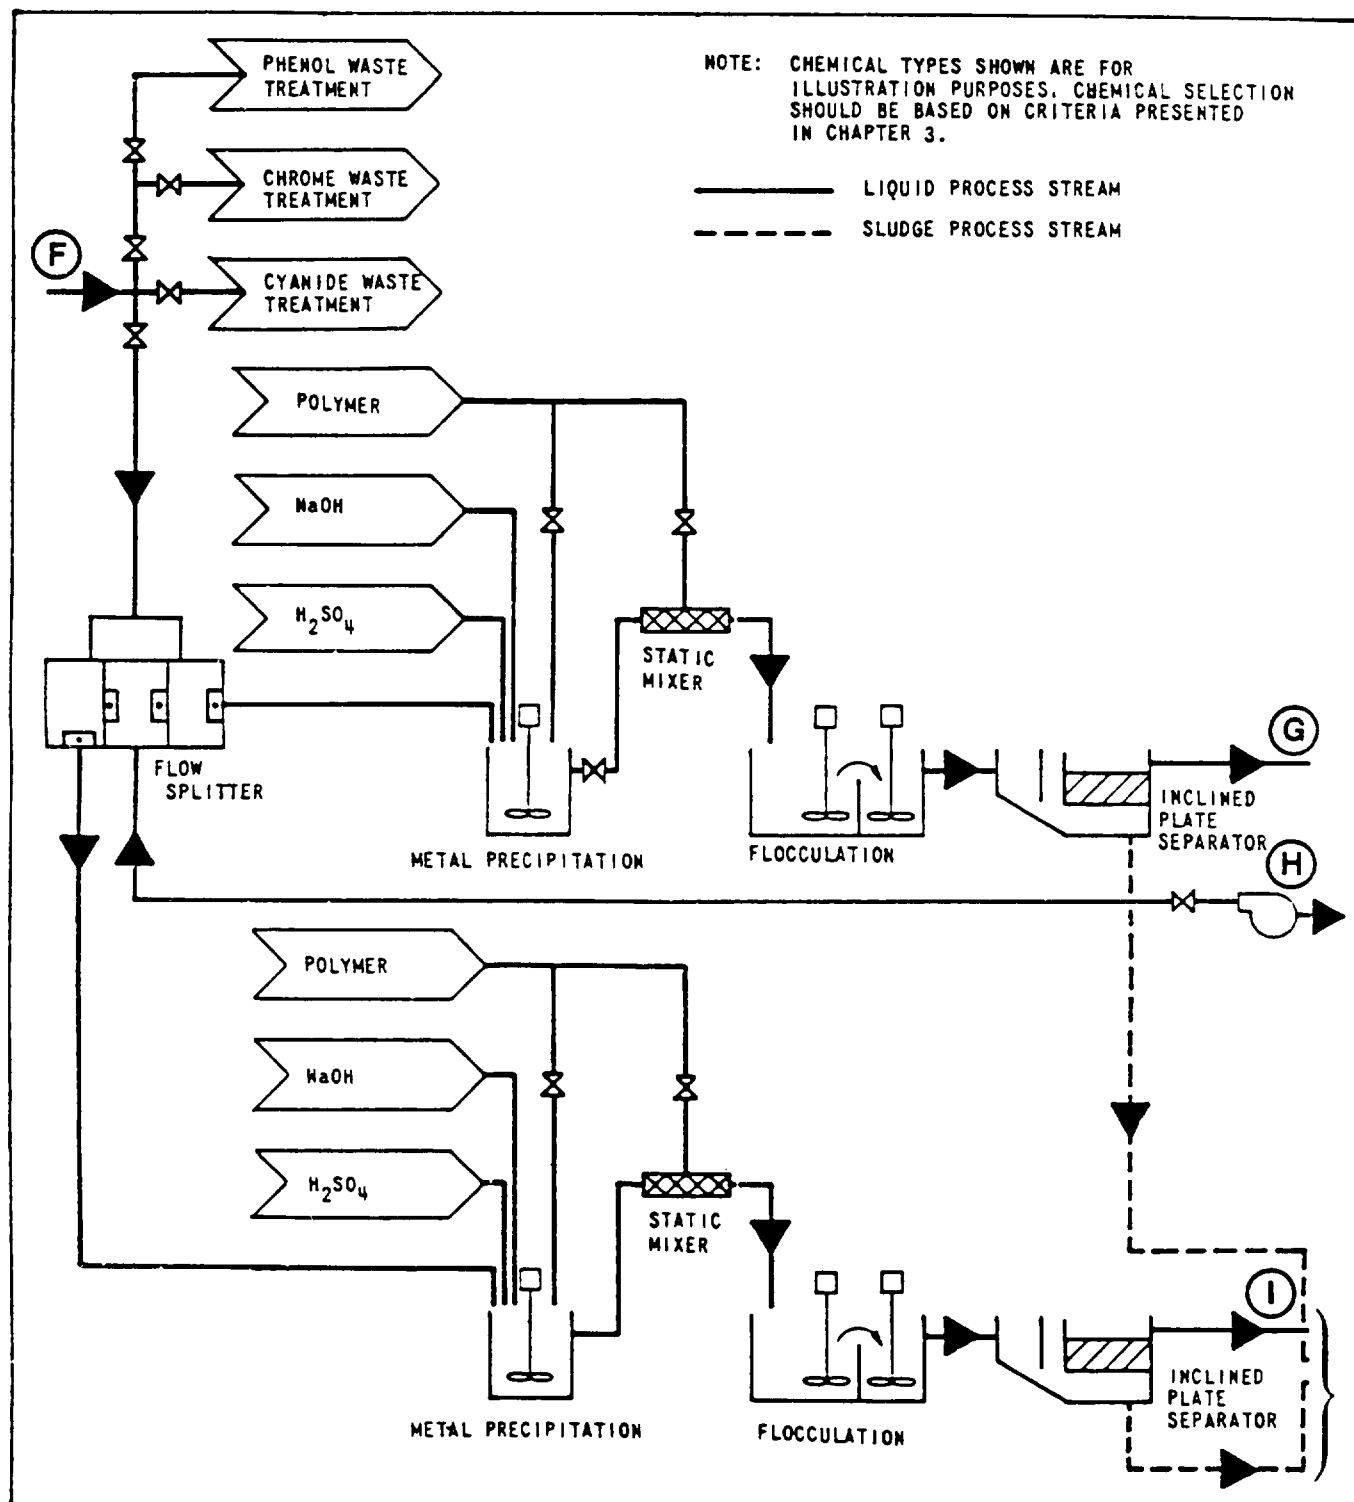 PHENOL WASTE
TREATMENT
NOTE: CHEMICAL TYPES SHOWN ARE FOR
ILLUSTRATION PURPOSES. CHEMICAL SELECTION
SHOULD BE BASED ON CRITERIA PRESENTED
IN CHAPTER 3.
CHROME WASTE
TREATMENT
LIQUID PROCESS STREAM
SLUDGE PROCESS STREAM
F
CYANIDE WASTE
TREATMENT
POLYMER
NaOH
H₂SO₄
STATIC
MIXER
FLOW
SPLITTER
G
INCLINED
PLATE
SEPARATOR
METAL PRECIPITATION
FLOCCULATION
H
POLYMER
NaOH
H₂SO₄
STATIC
MIXER
I
INCLINED
PLATE
SEPARATOR
METAL PRECIPITATION
FLOCCULATION